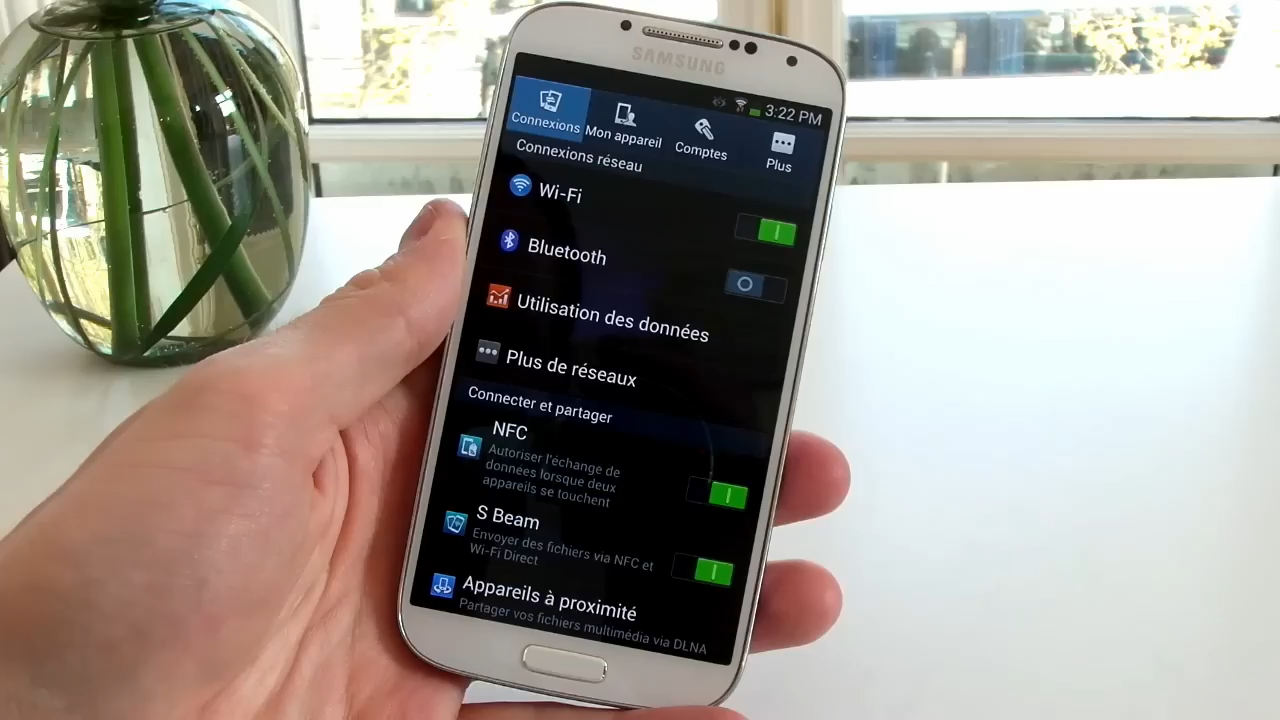 SAMSUNG
3:22 PM
Connexions
Mon appareil
Comptes
Plus
Connexions réseau
Wi-Fi
Bluetooth
Utilisation des données
Plus de réseaux
Connecter et partager
NFC
Autoriser l'échange de
données lorsque deux
appareils se touchent
S Beam
Envoyer des fichiers via NFC et
Wi-Fi Direct
Appareils à proximité
Partager vos fichiers multimédia via DLNA